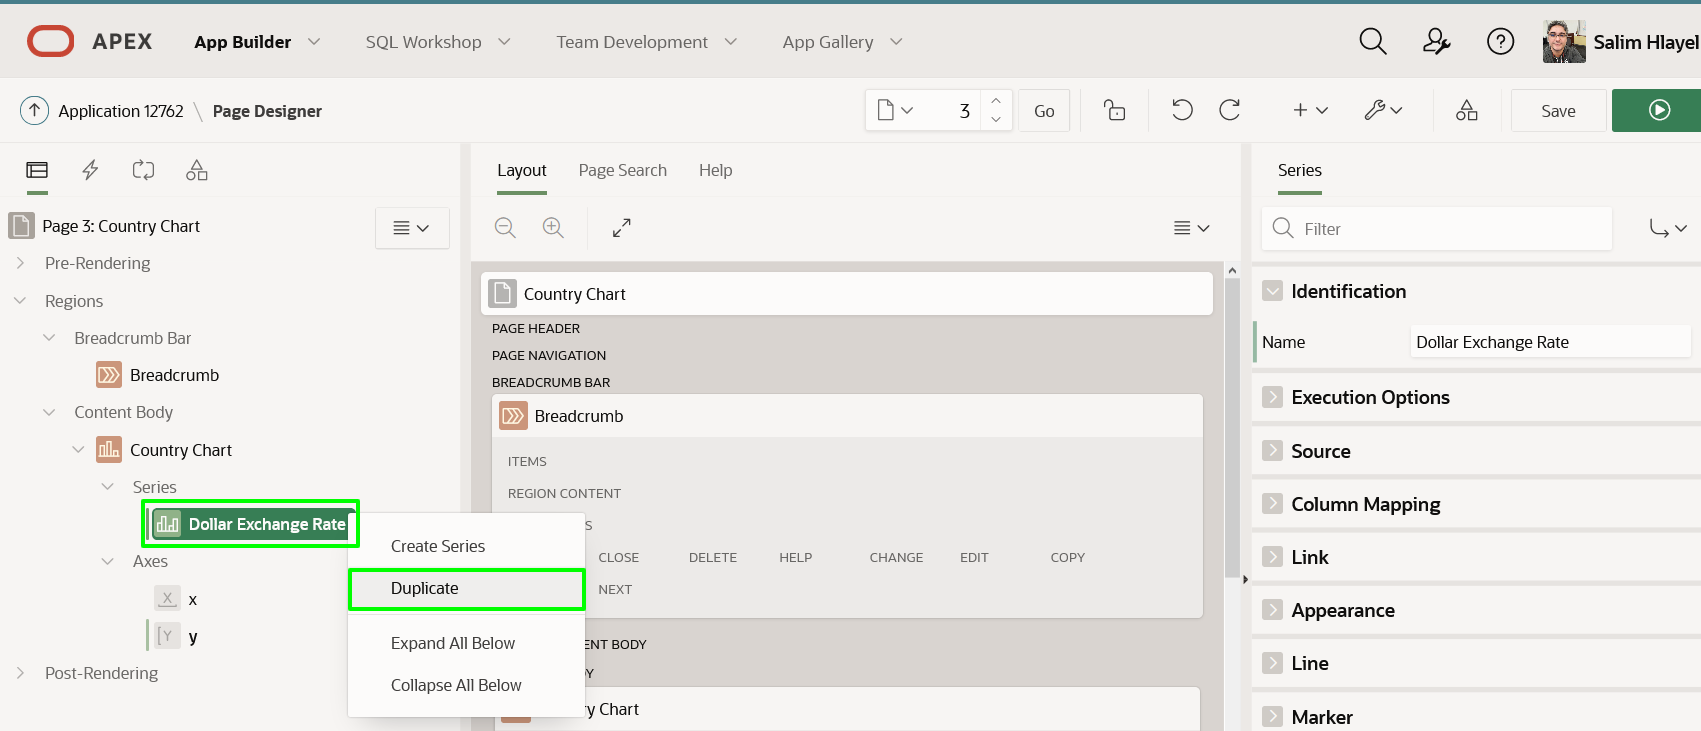 APEX App Builder SQL Workshop Team Development App Gallery Salim Hlayel
Application 12762 \ Page Designer 3 Go Save
Layout Page Search Help
Series
Page 3: Country Chart
Pre-Rendering
Regions
Breadcrumb Bar
Breadcrumb
Content Body
Country Chart
Series
Dollar Exchange Rate
Axes
x
y
Post-Rendering
Create Series
Duplicate
Expand All Below
Collapse All Below
Country Chart
PAGE HEADER
PAGE NAVIGATION
BREADCRUMB BAR
Breadcrumb
ITEMS
REGION CONTENT
S
CLOSE DELETE HELP CHANGE EDIT COPY
NEXT
ENT BODY
DY
ry Chart
Filter
Identification
Name Dollar Exchange Rate
Execution Options
Source
Column Mapping
Link
Appearance
Line
Marker